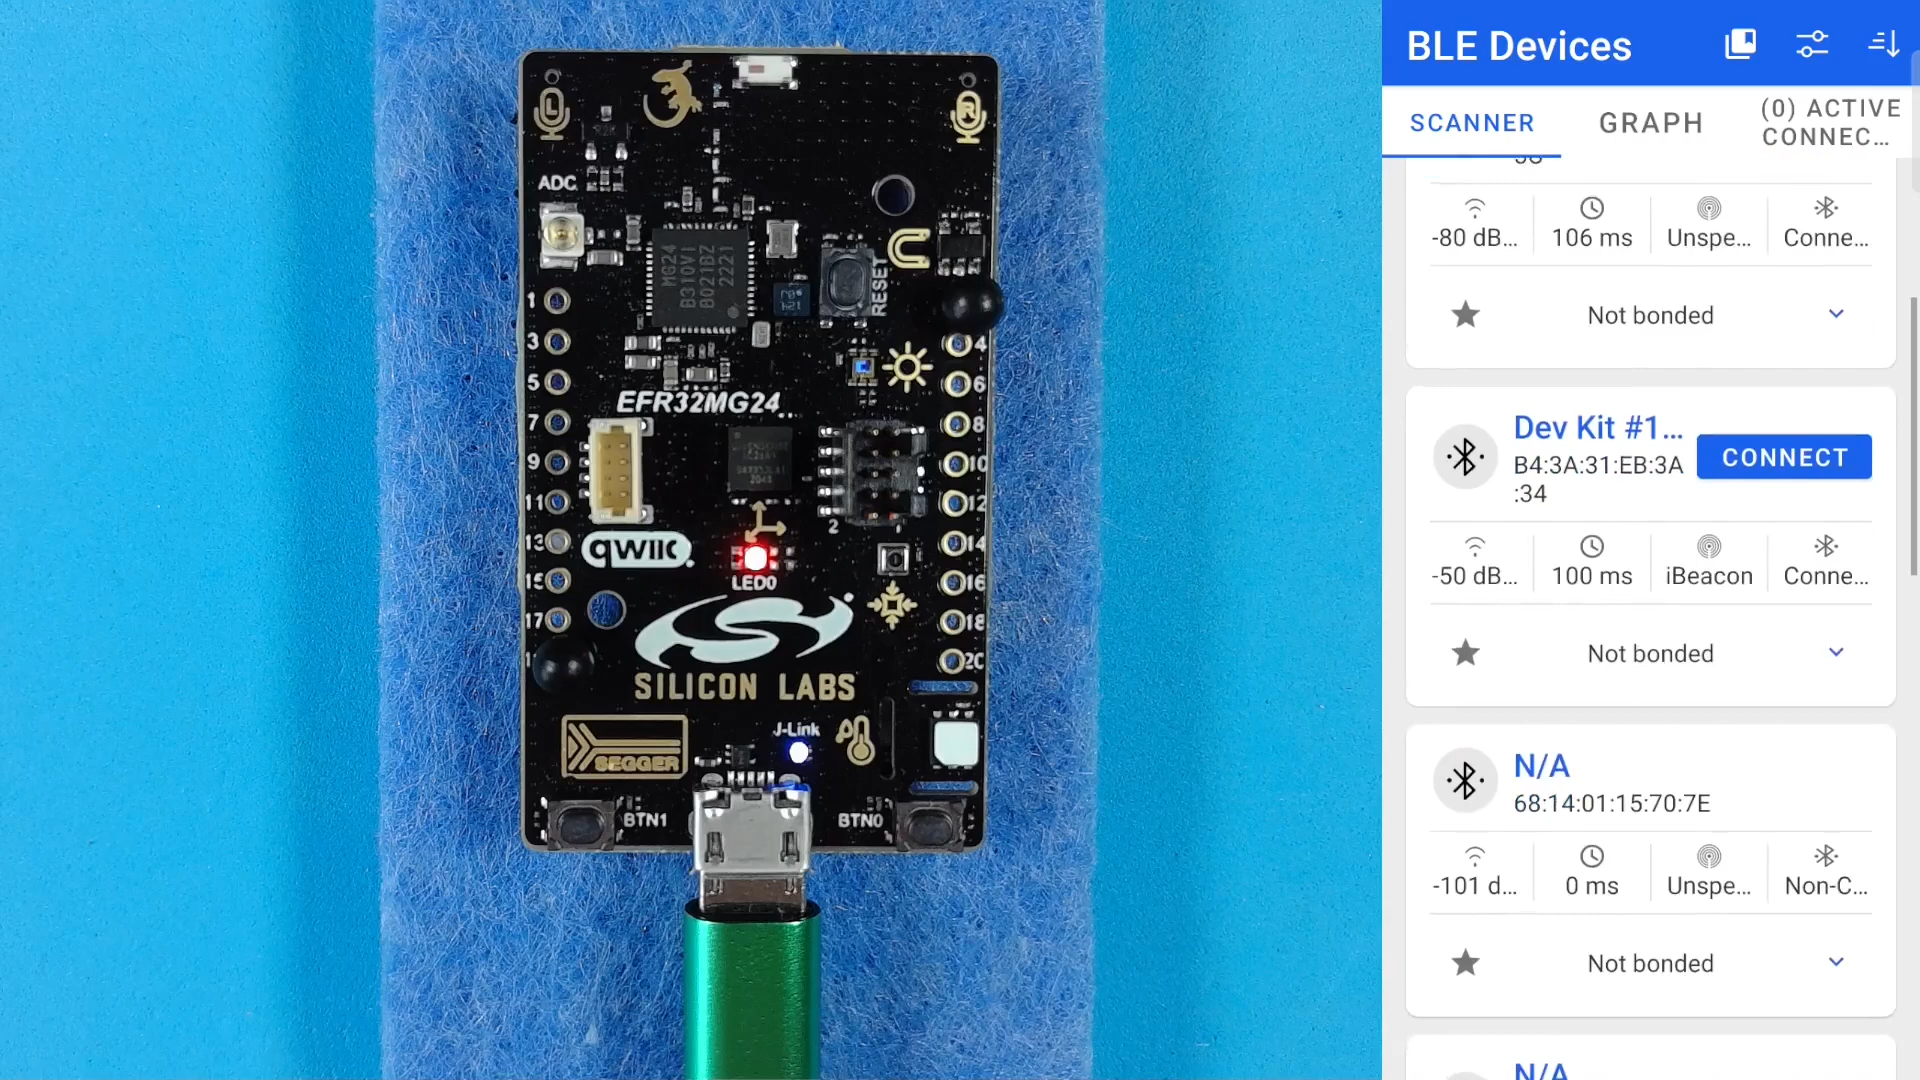 L
R
ADC
MG24
B310V1
B021BZ
2221
RESET
1
3
4
5
6
7
8
9
10
11
12
13
14
15
16
17
18
20
2
EFR32MG24
qwiic
LED0
SILICON LABS
J-Link
SEGGER
BTN1
BTN0
BLE Devices
SCANNER
GRAPH
(0) ACTIVE
CONNEC...
-80 dB...
106 ms
Unspe...
Conne...
Not bonded
Dev Kit #1...
B4:3A:31:EB:3A
:34
CONNECT
-50 dB...
100 ms
iBeacon
Conne...
Not bonded
N/A
68:14:01:15:70:7E
-101 d...
0 ms
Unspe...
Non-C...
Not bonded
N/A